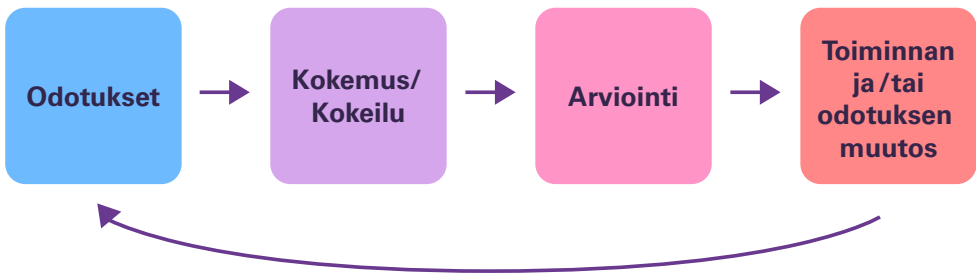 Odotukset
Kokemus/
Kokeilu
Arviointi
Toiminnan
ja/tai
odotuksen
muutos